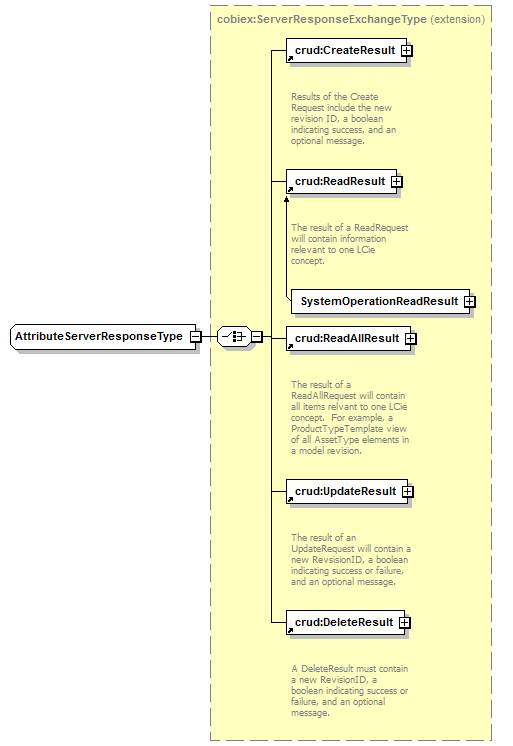 cobiex:ServerResponseExchangeType (extension)
crud:CreateResult
Results of the Create
Request include the new
revision ID, a boolean
indicating success, and an
optional message.
crud:ReadResult
The result of a ReadRequest
will contain information
relevant to one LCie
concept.
SystemOperationReadResult
AttributeServerResponseType
crud:ReadAllResult
The result of a
ReadAllRequest will contain
all items relvant to one LCie
concept.  For example, a
ProductTypeTemplate view
of all AssetType elements in
a model revision.
crud:UpdateResult
The result of an
UpdateRequest will contain a
new RevsisionID, a boolean
indicating success or failure,
and an optional message.
crud:DeleteResult
A DeleteResult must contain
a new RevisionID, a
boolean indicating success or
failure, and an optional
message.